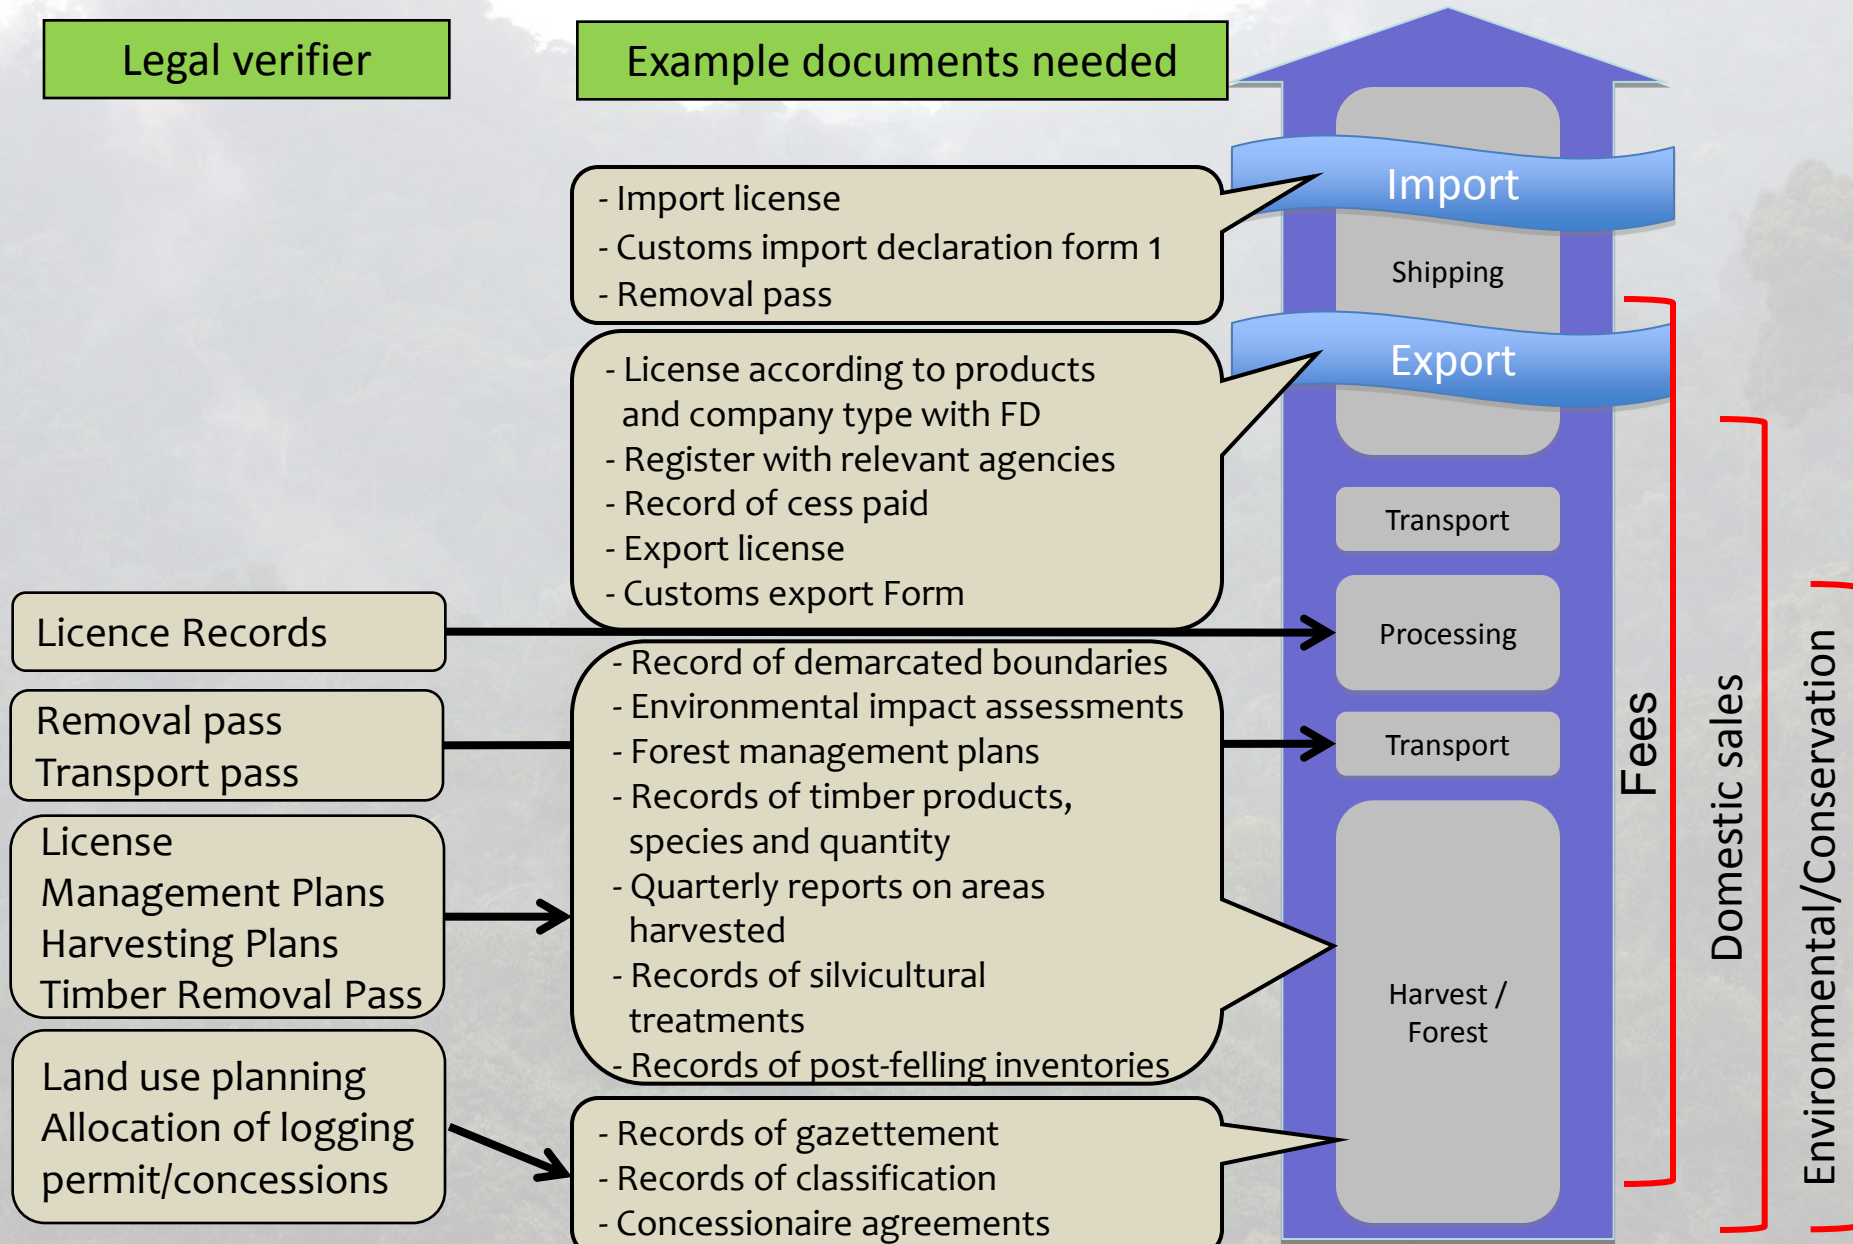 Legal verifier
Example documents needed
- Import license
- Customs import declaration form 1
- Removal pass
- License according to products
and company type with FD
- Register with relevant agencies
- Record of cess paid
- Export license
- Customs export Form
Licence Records
Removal pass
Transport pass
License
Management Plans
Harvesting Plans
Timber Removal Pass
Land use planning
Allocation of logging
permit/concessions
- Record of demarcated boundaries
- Environmental impact assessments
- Forest management plans
- Records of timber products,
species and quantity
- Quarterly reports on areas
harvested
- Records of silvicultural
treatments
- Records of post-felling inventories
- Records of gazettement
- Records of classification
- Concessionaire agreements
Import
Shipping
Export
Transport
Processing
Transport
Harvest /
Forest
Fees
Domestic sales
Environmental/Conservation